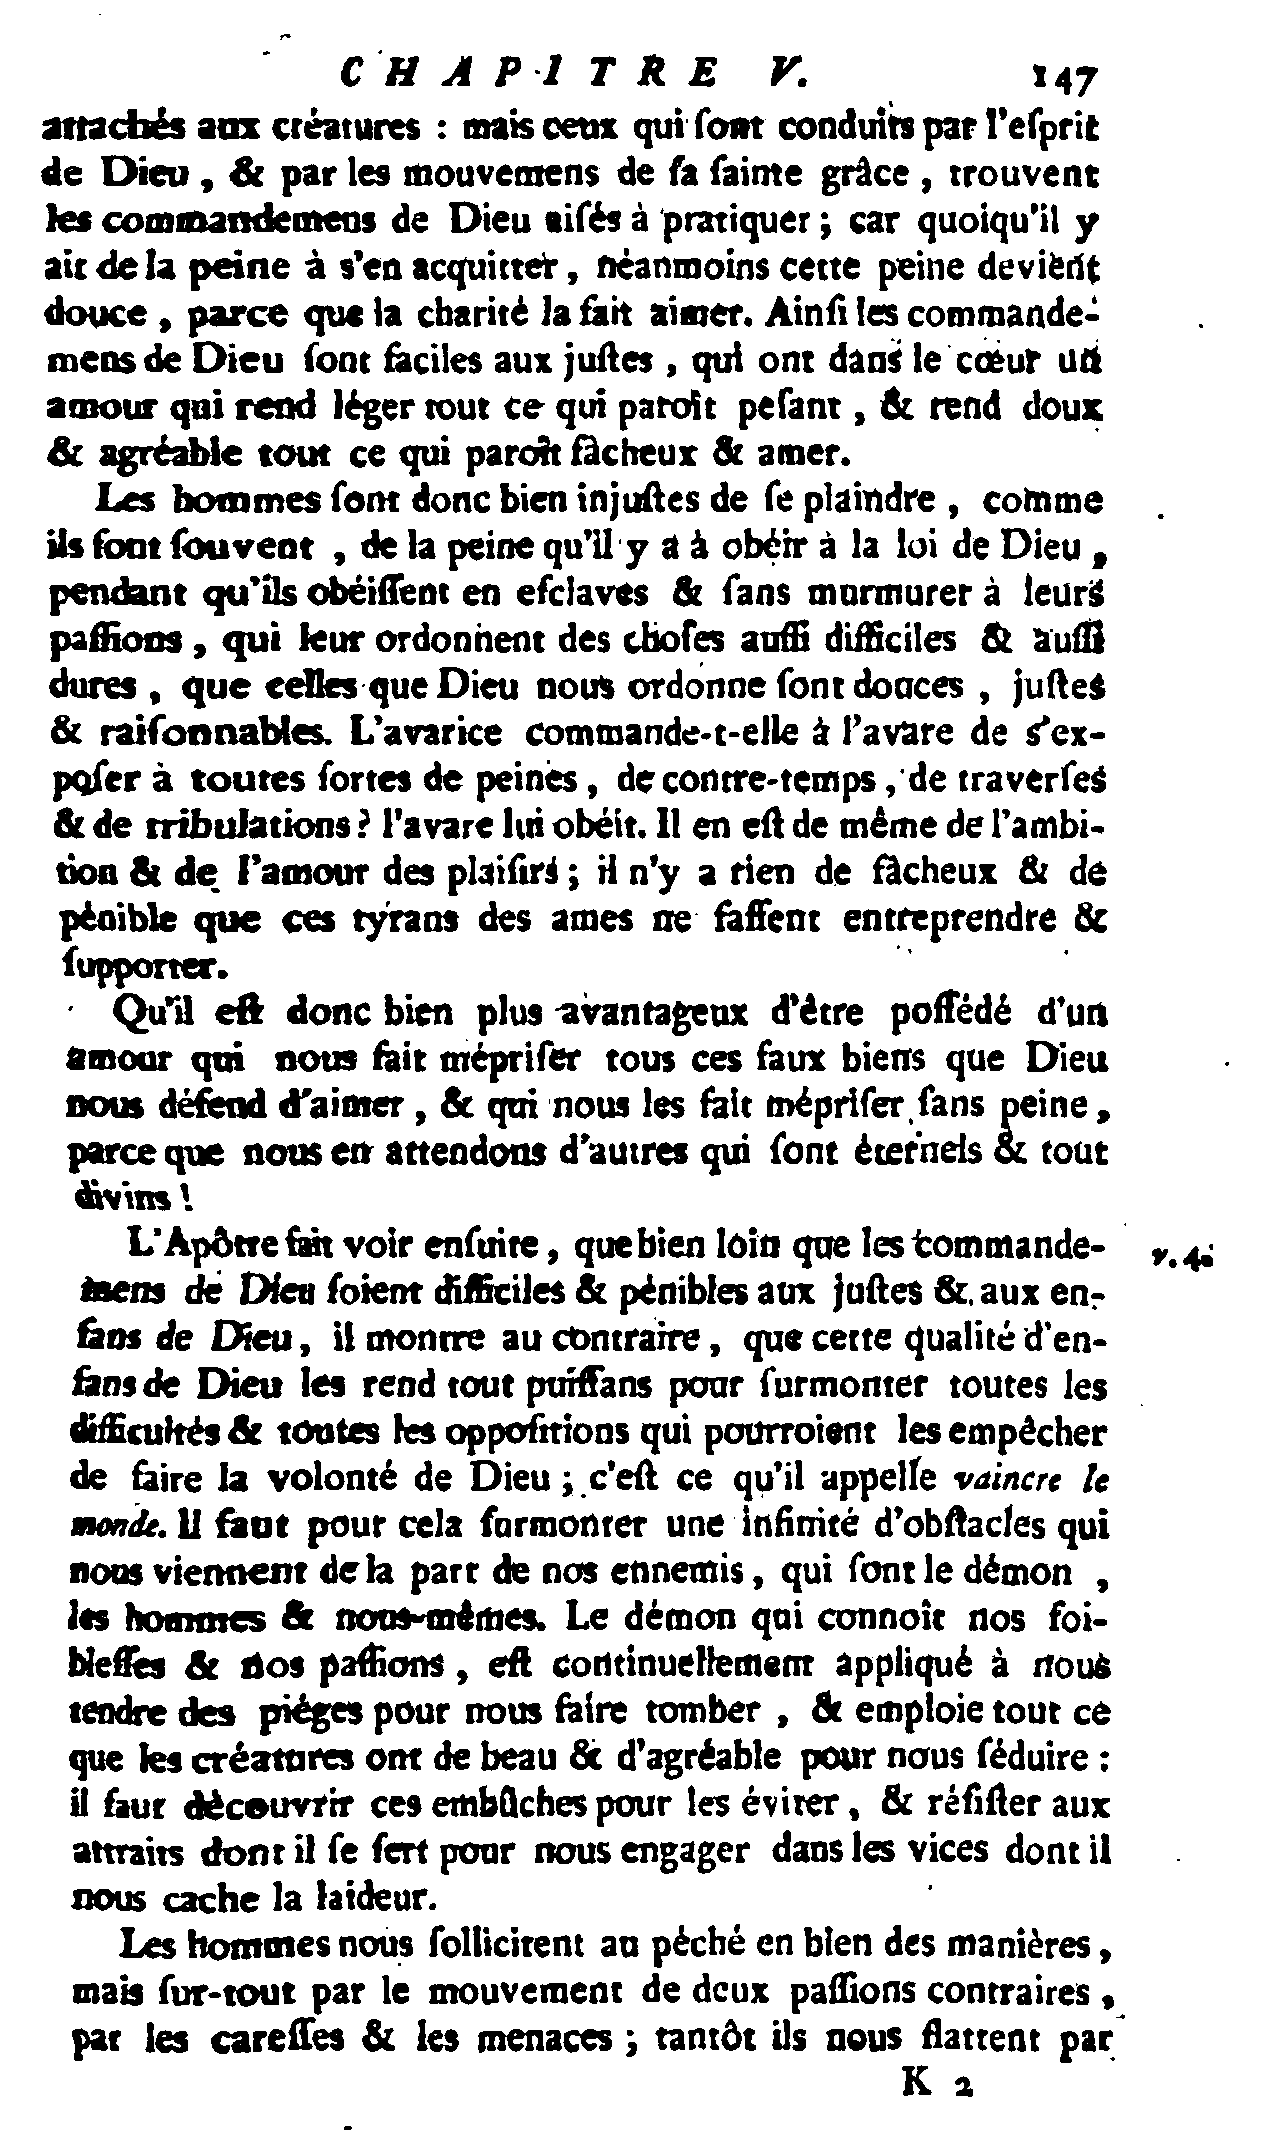 CHAPITRE V. 147
attachés aux créatures : mais ceux qui ſont conduits par l'eſprit
de Dieu, & par les mouvemens de ſa ſainte grâce, trouvent
les commandemens de Dieu aiſés à pratiquer ; car quoiqu'il y
ait de la peine à s'en acquitter, néanmoins cette peine devient
douce, parce que la charité la fait aimer. Ainſi les commande-
mens de Dieu ſont faciles aux juſtes, qui ont dans le cœur un
amour qui rend léger tout ce qui paroît peſant, & rend doux
& agréable tout ce qui paroît fâcheux & amer.
Les hommes ſont donc bien injuſtes de ſe plaindre, comme
ils font ſouvent, de la peine qu'il y a à obéir à la loi de Dieu,
pendant qu'ils obéiſſent en eſclaves & ſans murmurer à leurs
paſſions, qui leur ordonnent des choſes auſſi difficiles & auſſi
dures, que celles que Dieu nous ordonne ſont douces, juſtes
& raiſonnables. L'avarice commande-t-elle à l'avare de s'ex-
poſer à toutes ſortes de peines, de contre-temps, de traverſes
& de tribulations ? l'avare lui obéit. Il en eſt de même de l'ambi-
tion & de l'amour des plaiſirs ; il n'y a rien de fâcheux & de
pénible que ces tyrans des ames ne faſſent entreprendre &
ſupporter.
Qu'il eſt donc bien plus avantageux d'être poſſédé d'un
amour qui nous fait mépriſer tous ces faux biens que Dieu
nous défend d'aimer, & qui nous les fait mépriſer ſans peine,
parce que nous en attendons d'autres qui ſont éternels & tout
divins !
L'Apôtre fait voir enſuite, que bien loin que les commande- v. 4.
mens de Dieu ſoient difficiles & pénibles aux juſtes & aux en-
fans de Dieu, il montre au contraire, que cette qualité d'en-
fans de Dieu les rend tout puiſſans pour ſurmonter toutes les
difficultés & toutes les oppoſitions qui pourroient les empêcher
de faire la volonté de Dieu ; c'eſt ce qu'il appelle vaincre le
monde. Il faut pour cela ſurmonter une infinité d'obſtacles qui
nous viennent de la part de nos ennemis, qui ſont le démon,
les hommes & nous-mêmes. Le démon qui connoît nos foi-
bleſſes & nos paſſions, eſt continuellement appliqué à nous
tendre des piéges pour nous faire tomber, & emploie tout ce
que les créatures ont de beau & d'agréable pour nous ſéduire :
il faut découvrir ces embûches pour les éviter, & réſiſter aux
attraits dont il ſe ſert pour nous engager dans les vices dont il
nous cache la laideur.
Les hommes nous ſollicitent au péché en bien des manières,
mais ſur-tout par le mouvement de deux paſſions contraires,
par les careſſes & les menaces ; tantôt ils nous flattent par
K 2